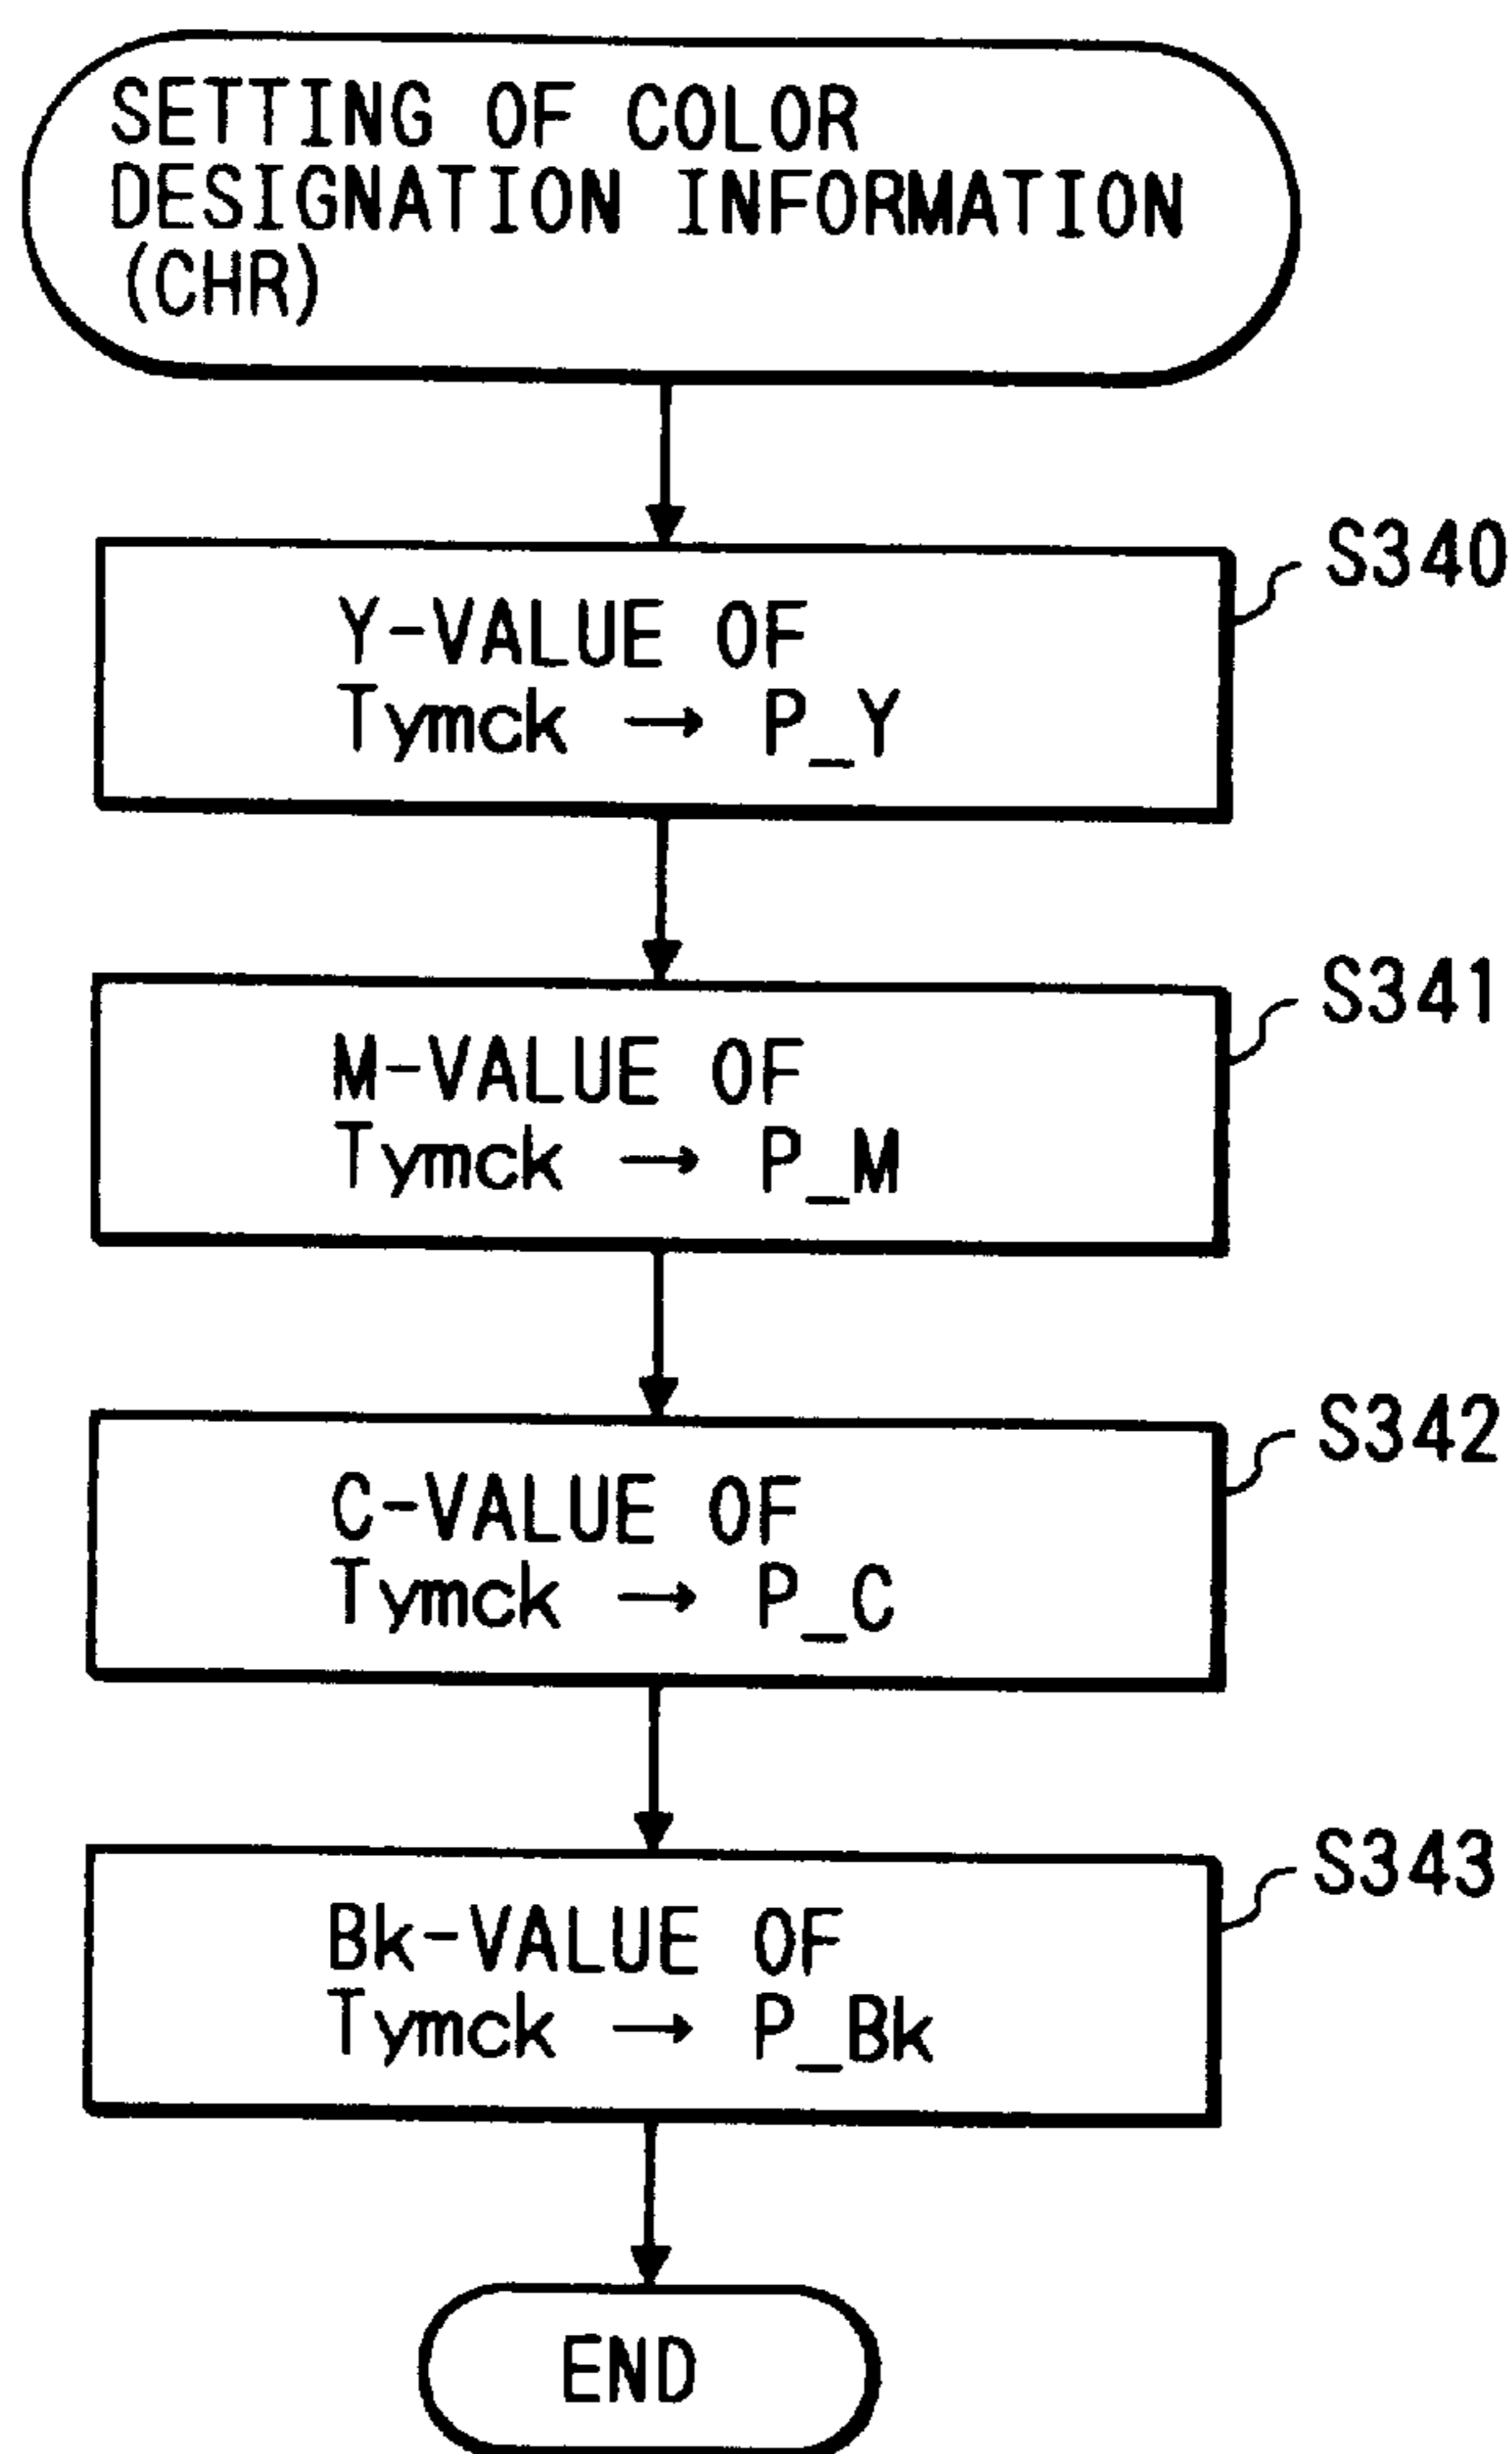 SETTING OF COLOR
DESIGNATION INFORMATION
(CHR)
S340
Y-VALUE OF
Tymck → P_Y
S341
M-VALUE OF
Tymck → P_M
S342
C-VALUE OF
Tymck → P_C
S343
Bk-VALUE OF
Tymck → P_Bk
END